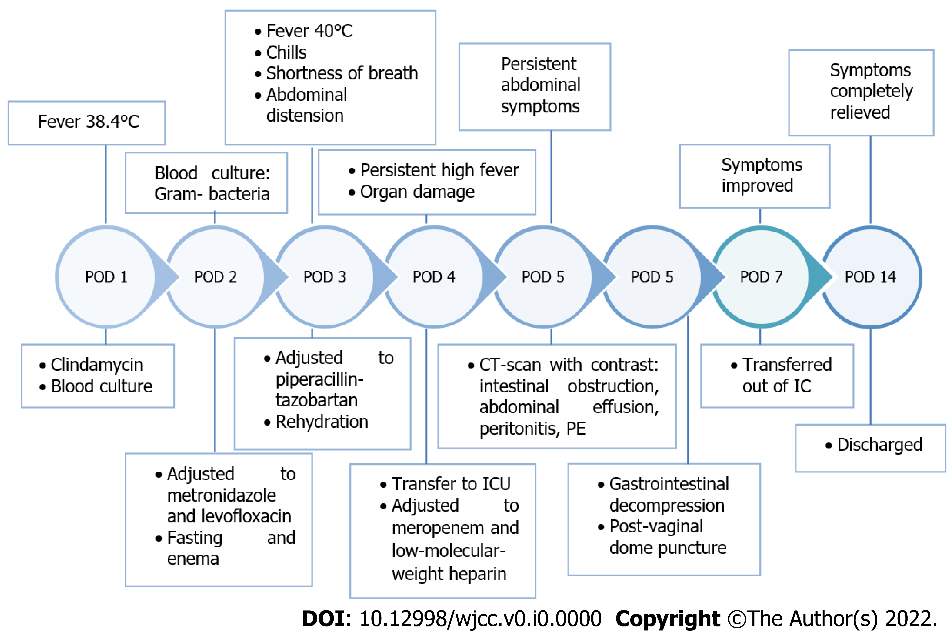 Fever 38.4°C
Blood culture:
Gram- bacteria
• Fever 40°C
• Chills
• Shortness of breath
• Abdominal
distension
• Persistent high fever
• Organ damage
Persistent
abdominal
symptoms
Symptoms
improved
Symptoms
completely
relieved
POD 1
POD 2
POD 3
POD 4
POD 5
POD 5
POD 7
POD 14
• Clindamycin
• Blood culture
• Adjusted to
metronidazole
and levofloxacin
• Fasting and
enema
• Adjusted to
piperacillin-
tazobartan
• Rehydration
• Transfer to ICU
• Adjusted to
meropenem and
low-molecular-
weight heparin
• CT-scan with contrast:
intestinal obstruction,
abdominal effusion,
peritonitis, PE
• Gastrointestinal
decompression
• Post-vaginal
dome puncture
• Transferred
out of IC
• Discharged
DOI: 10.12998/wjcc.v0.i0.0000 Copyright ©The Author(s) 2022.